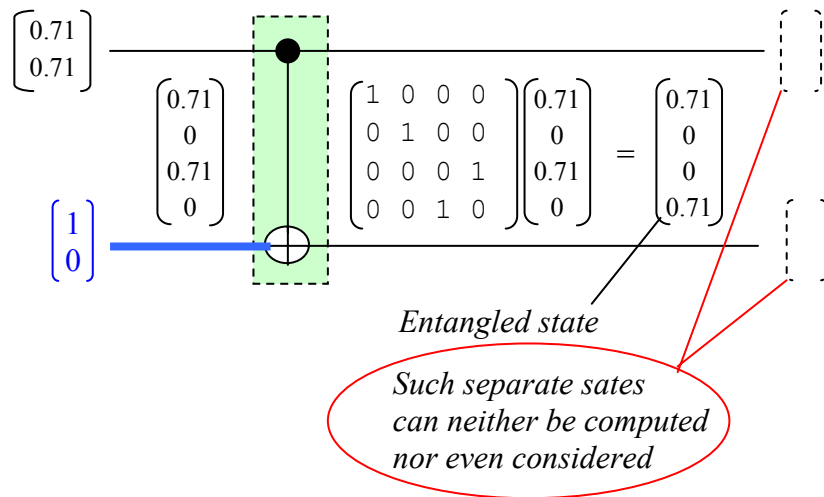 0.71
0.71
0.71
0
0.71
0
1 0 0 0
0 1 0 0
0 0 0 1
0 0 1 0
0.71
0
0.71
0
=
0.71
0
0
0.71
1
0
Entangled state
Such separate sates
can neither be computed
nor even considered